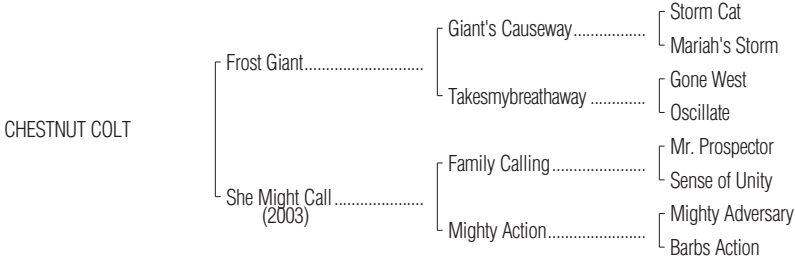 Storm Cat
Giant's Causeway.................
Mariah's Storm
Frost Giant............................
Gone West
Takesmybreathaway .............
Oscillate
CHESTNUT COLT
Mr. Prospector
Family Calling......................
Sense of Unity
She Might Call.....................
(2003)
Mighty Adversary
Mighty Action.......................
Barbs Action